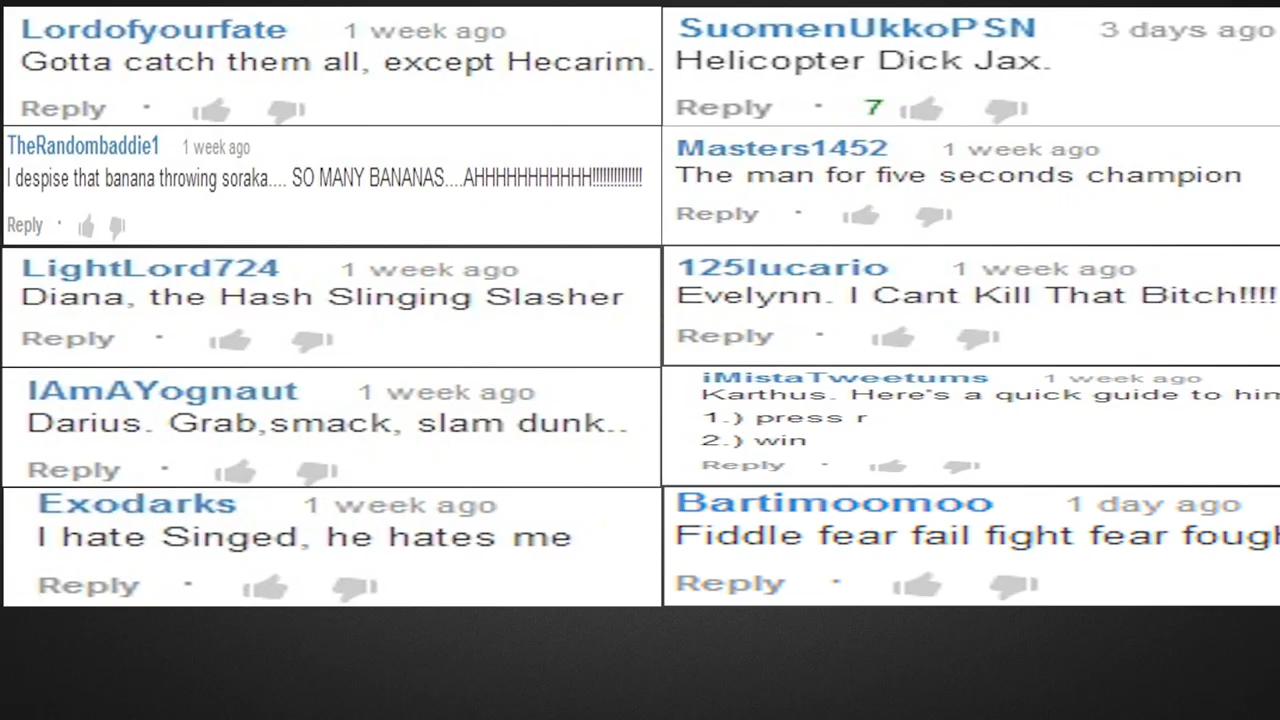 Lordofyourfate 1 week ago
Gotta catch them all, except Hecarim.
Reply ·
SuomenUkkoPSN 3 days ago
Helicopter Dick Jax.
Reply · 7
TheRandombaddie1 1 week ago
I despise that banana throwing soraka.... SO MANY BANANAS....AHHHHHHHHHHH!!!!!!!!!!!!!!
Reply ·
Masters1452 1 week ago
The man for five seconds champion
Reply ·
LightLord724 1 week ago
Diana, the Hash Slinging Slasher
Reply ·
125lucario 1 week ago
Evelynn. I Cant Kill That Bitch!!!!
Reply ·
IAmAYognaut 1 week ago
Darius. Grab,smack, slam dunk..
Reply ·
iMistaTweetums 1 week ago
Karthus. Here's a quick guide to him
1.) press r
2.) win
Reply ·
Exodarks 1 week ago
I hate Singed, he hates me
Reply ·
Bartimoomoo 1 day ago
Fiddle fear fail fight fear fough
Reply ·